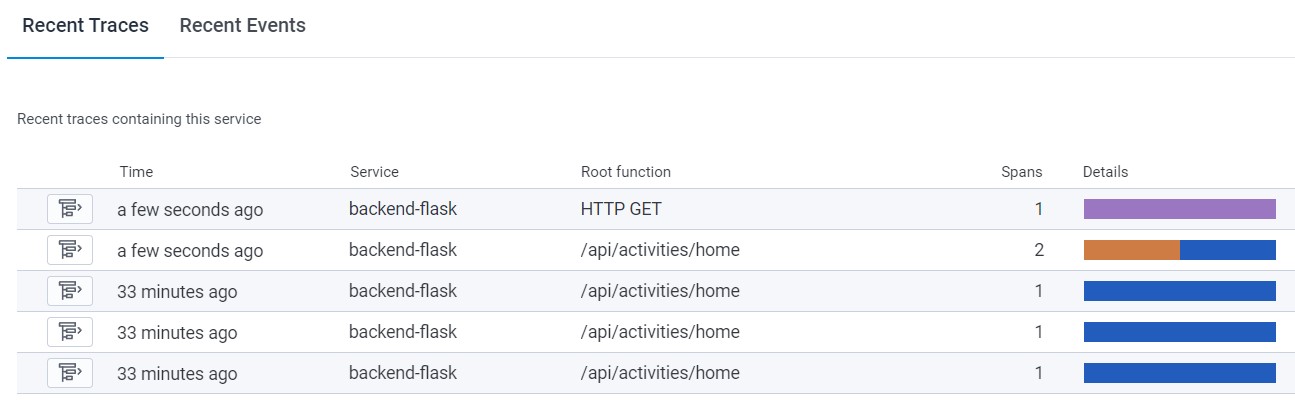 Recent Traces Recent Events
Recent traces containing this service
Time Service Root function Spans Details
a few seconds ago backend-flask HTTP GET 1
a few seconds ago backend-flask /api/activities/home 2
33 minutes ago backend-flask /api/activities/home 1
33 minutes ago backend-flask /api/activities/home 1
33 minutes ago backend-flask /api/activities/home 1